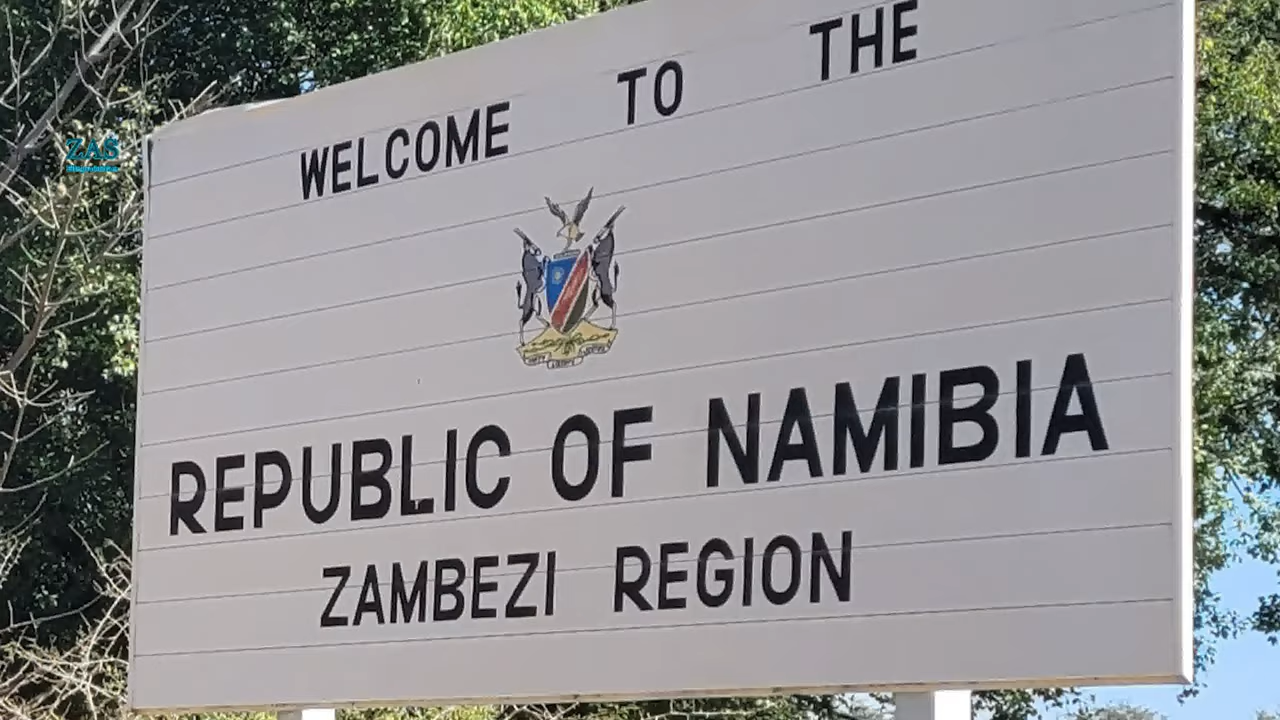 WELCOME TO THE
REPUBLIC OF NAMIBIA
ZAMBEZI REGION
ZAS